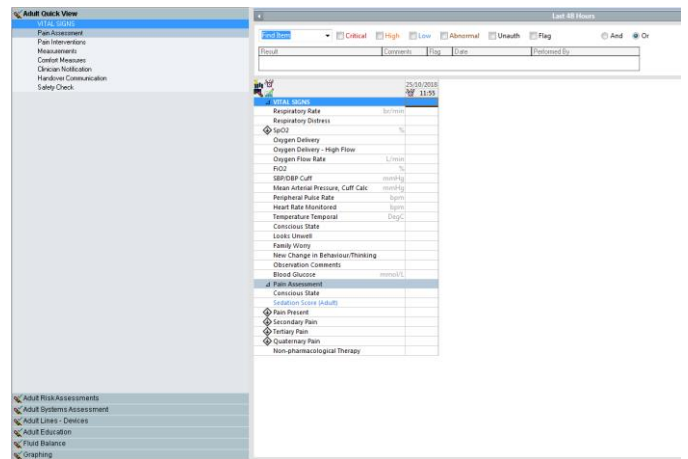 Adult Quick View
VITAL SIGNS
Pain Assessment
Pain Interventions
Measurements
Comfort Measures
Clinician Notification
Handover Communication
Safety Check
Adult Risk Assessments
Adult Systems Assessment
Adult Lines - Devices
Adult Education
Fluid Balance
Graphing
Last 48 Hours
Find Item Critical High Low Abnormal Unauth Flag And Or
Result Comments Flag Date Performed By
25/10/2018
11:55
VITAL SIGNS
Respiratory Rate br/min
Respiratory Distress
SpO2 %
Oxygen Delivery
Oxygen Delivery - High Flow
Oxygen Flow Rate L/min
FiO2 %
SBP/DBP Cuff mmHg
Mean Arterial Pressure, Cuff Calc mmHg
Peripheral Pulse Rate bpm
Heart Rate Monitored bpm
Temperature Temporal DegC
Conscious State
Looks Unwell
Family Worry
New Change in Behaviour/Thinking
Observation Comments
Blood Glucose mmol/L
Pain Assessment
Conscious State
Sedation Score (Adult)
Pain Present
Secondary Pain
Tertiary Pain
Quaternary Pain
Non-pharmacological Therapy